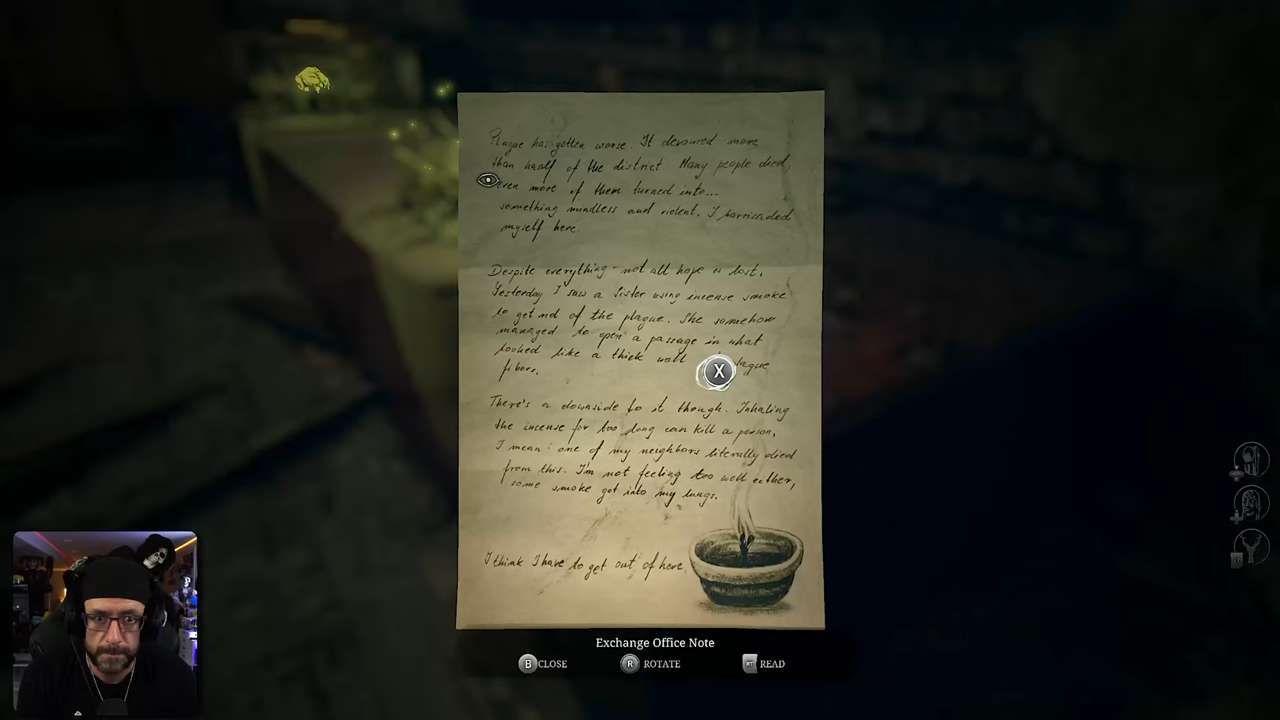 Plague has gotten worse. It devoured more
than haalf of the district. Many people died,
even more of them turned into...
something mindless and violent. I barricaded
myself here.
Despite everything - not all hope is lost.
Yesterday I saw a Sister using incense smoke
to get rid of the plague. She somehow
managed to open a passage in what
looked like a thick wall lague
fibers.
There's a downside to it though. Inhaling
the incense for too long can kill a person,
I mean: one of my neighbors literally died
from this. I'm not feeling too well either,
some smoke got into my lungs.
I think I have to get out of here.
X
Exchange Office Note
B CLOSE
R ROTATE
RT READ